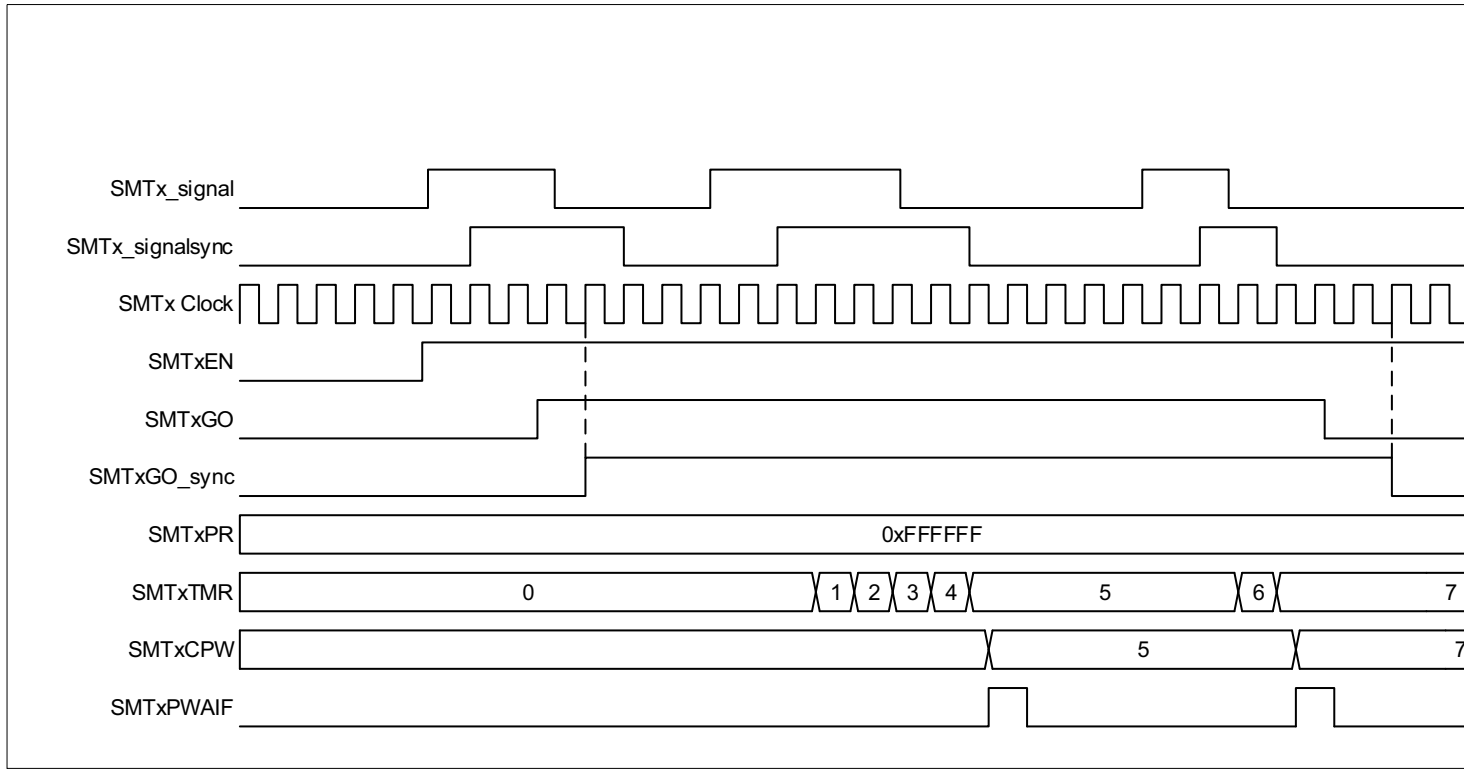 SMTx_signal
SMTx_signalsync
SMTx Clock
SMTxEN
SMTxGO
SMTxGO_sync
SMTxPR 0xFFFFFF
SMTxTMR 0 1 2 3 4 5 6 7
SMTxCPW 5 7
SMTxPWAIF